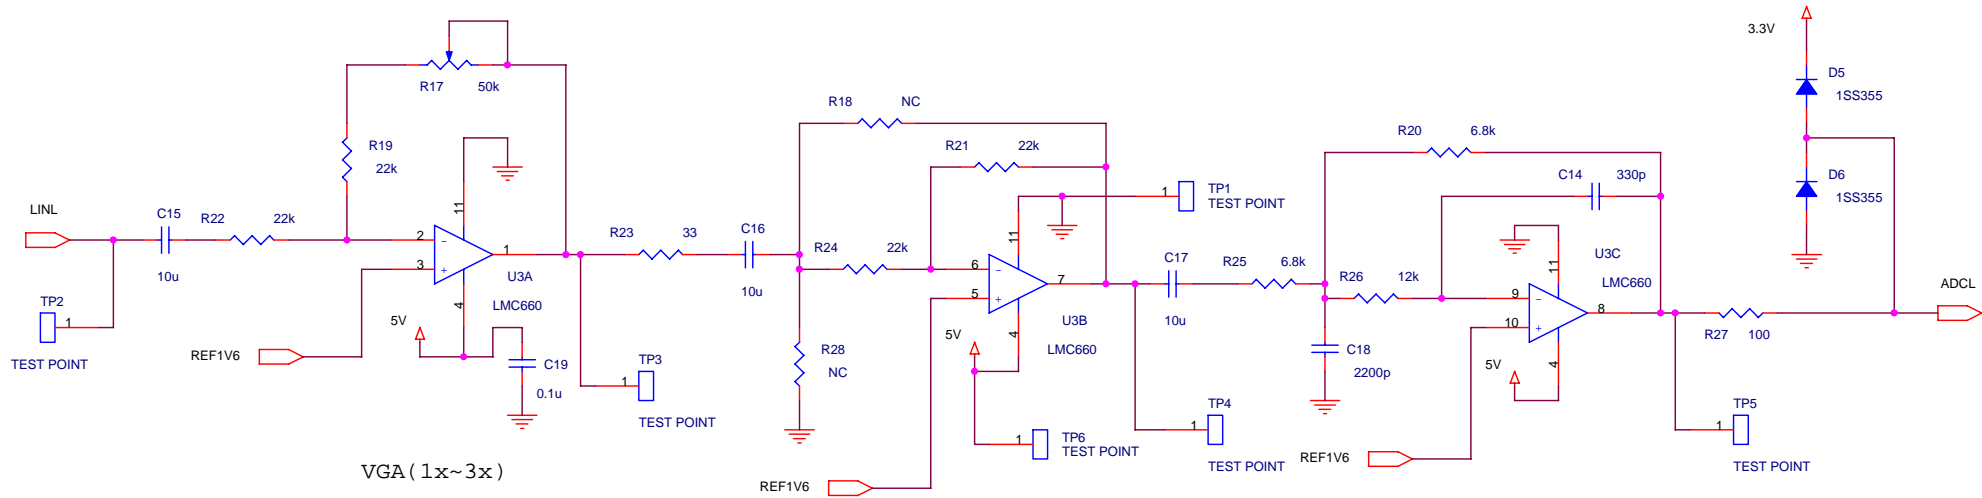 3.3V
D5
1SS355
R17 50k
R18 NC
R20 6.8k
R19
22k
R21 22k
C14 330p
D6
1SS355
LINL
C15
R22 22k
11
2
3
1
R23 33
C16
R24 22k
11
1
TP1
TEST POINT
C17
R25 6.8k
R26 12k
11
U3C
LMC660
ADCL
10u
U3A
LMC660
4
10u
6
5
7
10u
9
10
8
TP2
1
TEST POINT
5V
REF1V6
C19
0.1u
TP3
1
TEST POINT
R28
NC
5V
4
U3B
LMC660
C18
2200p
5V
4
R27 100
TP4
1
TEST POINT
TP5
1
TEST POINT
TP6
1
TEST POINT
REF1V6
REF1V6
VGA(1x~3x)